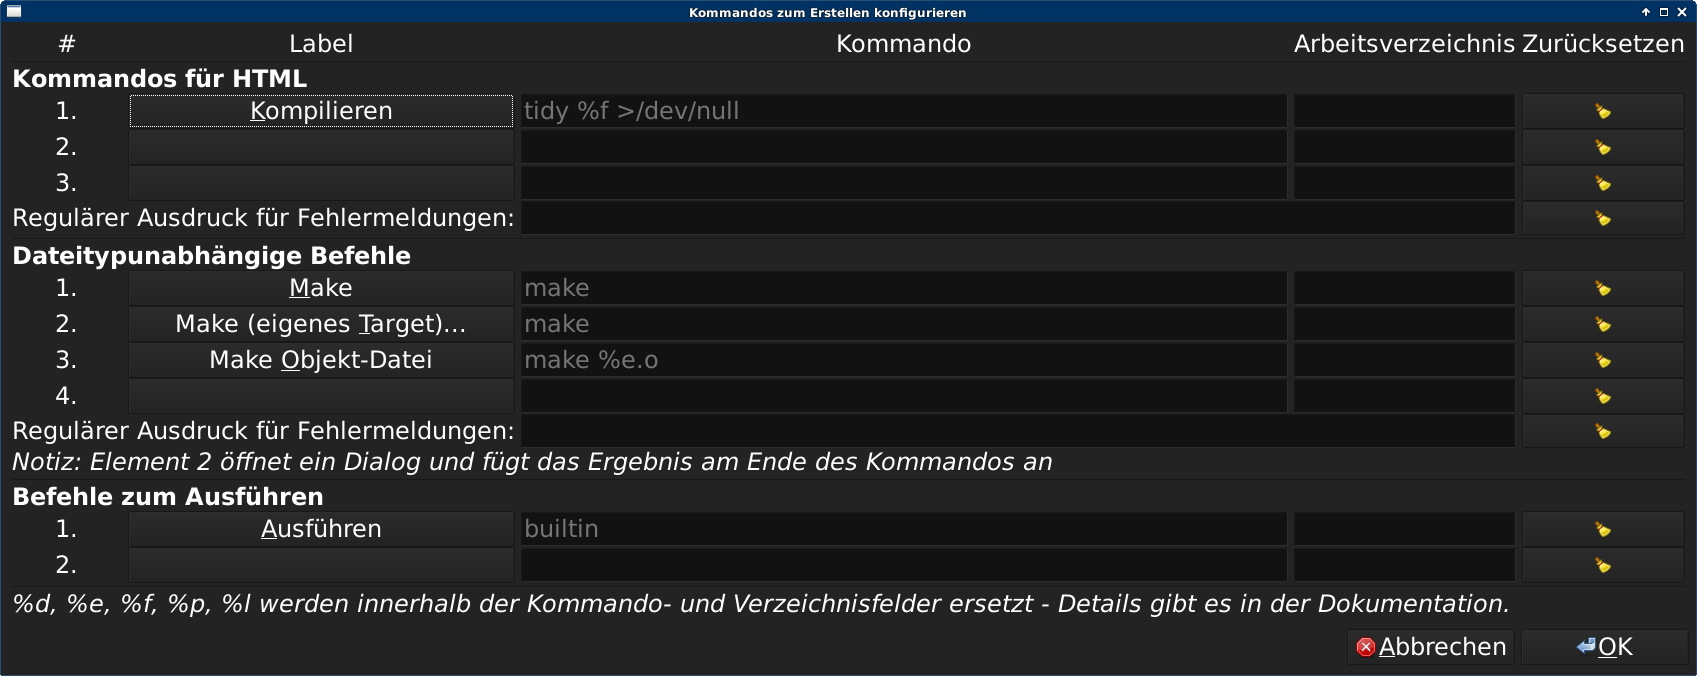 Kommandos zum Erstellen konfigurieren
# Label Kommando Arbeitsverzeichnis Zurücksetzen
Kommandos für HTML
1. Kompilieren tidy %f >/dev/null
2.
3.
Regulärer Ausdruck für Fehlermeldungen:
Dateitypunabhängige Befehle
1. Make make
2. Make (eigenes Target)... make
3. Make Objekt-Datei make %e.o
4.
Regulärer Ausdruck für Fehlermeldungen:
Notiz: Element 2 öffnet ein Dialog und fügt das Ergebnis am Ende des Kommandos an
Befehle zum Ausführen
1. Ausführen builtin
2.
%d, %e, %f, %p, %l werden innerhalb der Kommando- und Verzeichnisfelder ersetzt - Details gibt es in der Dokumentation.
Abbrechen OK